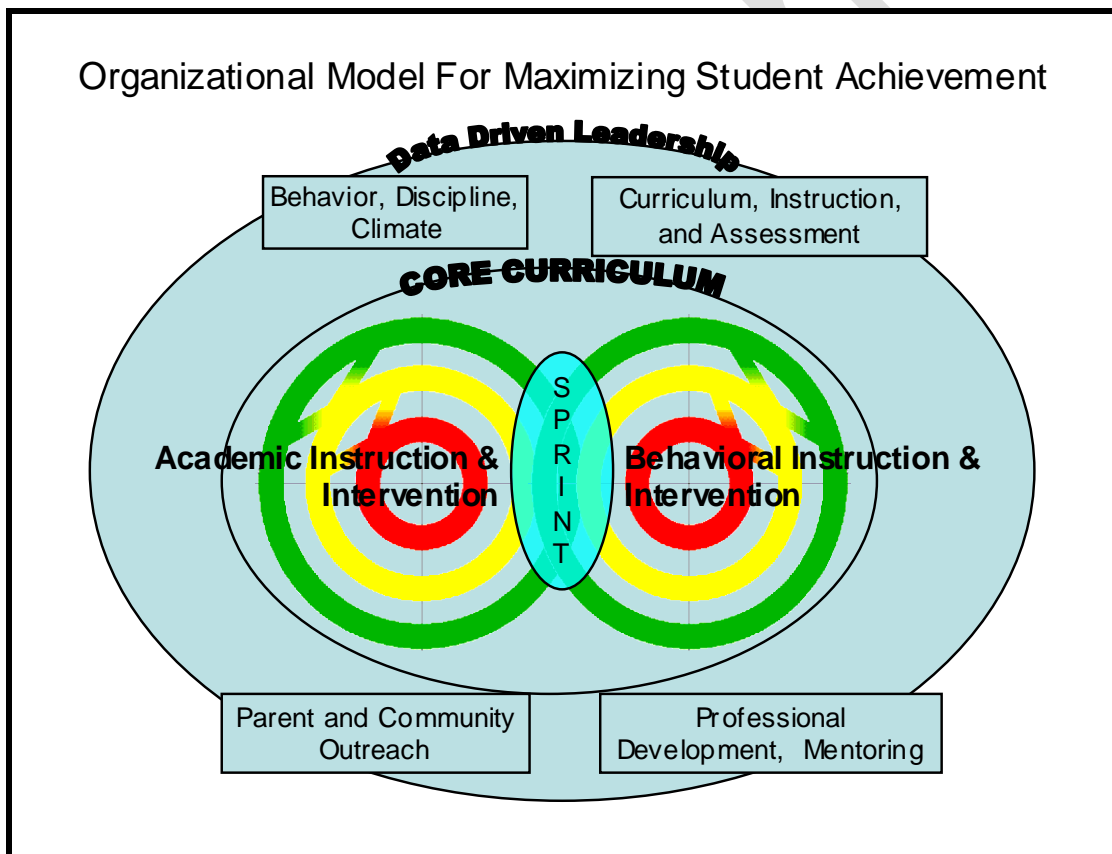 Organizational Model For Maximizing Student Achievement
Data Driven Leadership
Behavior, Discipline,
Climate
Curriculum, Instruction,
and Assessment
CORE CURRICULUM
Academic Instruction &
Intervention
S
P
R
I
N
T
Behavioral Instruction &
Intervention
Parent and Community
Outreach
Professional
Development, Mentoring